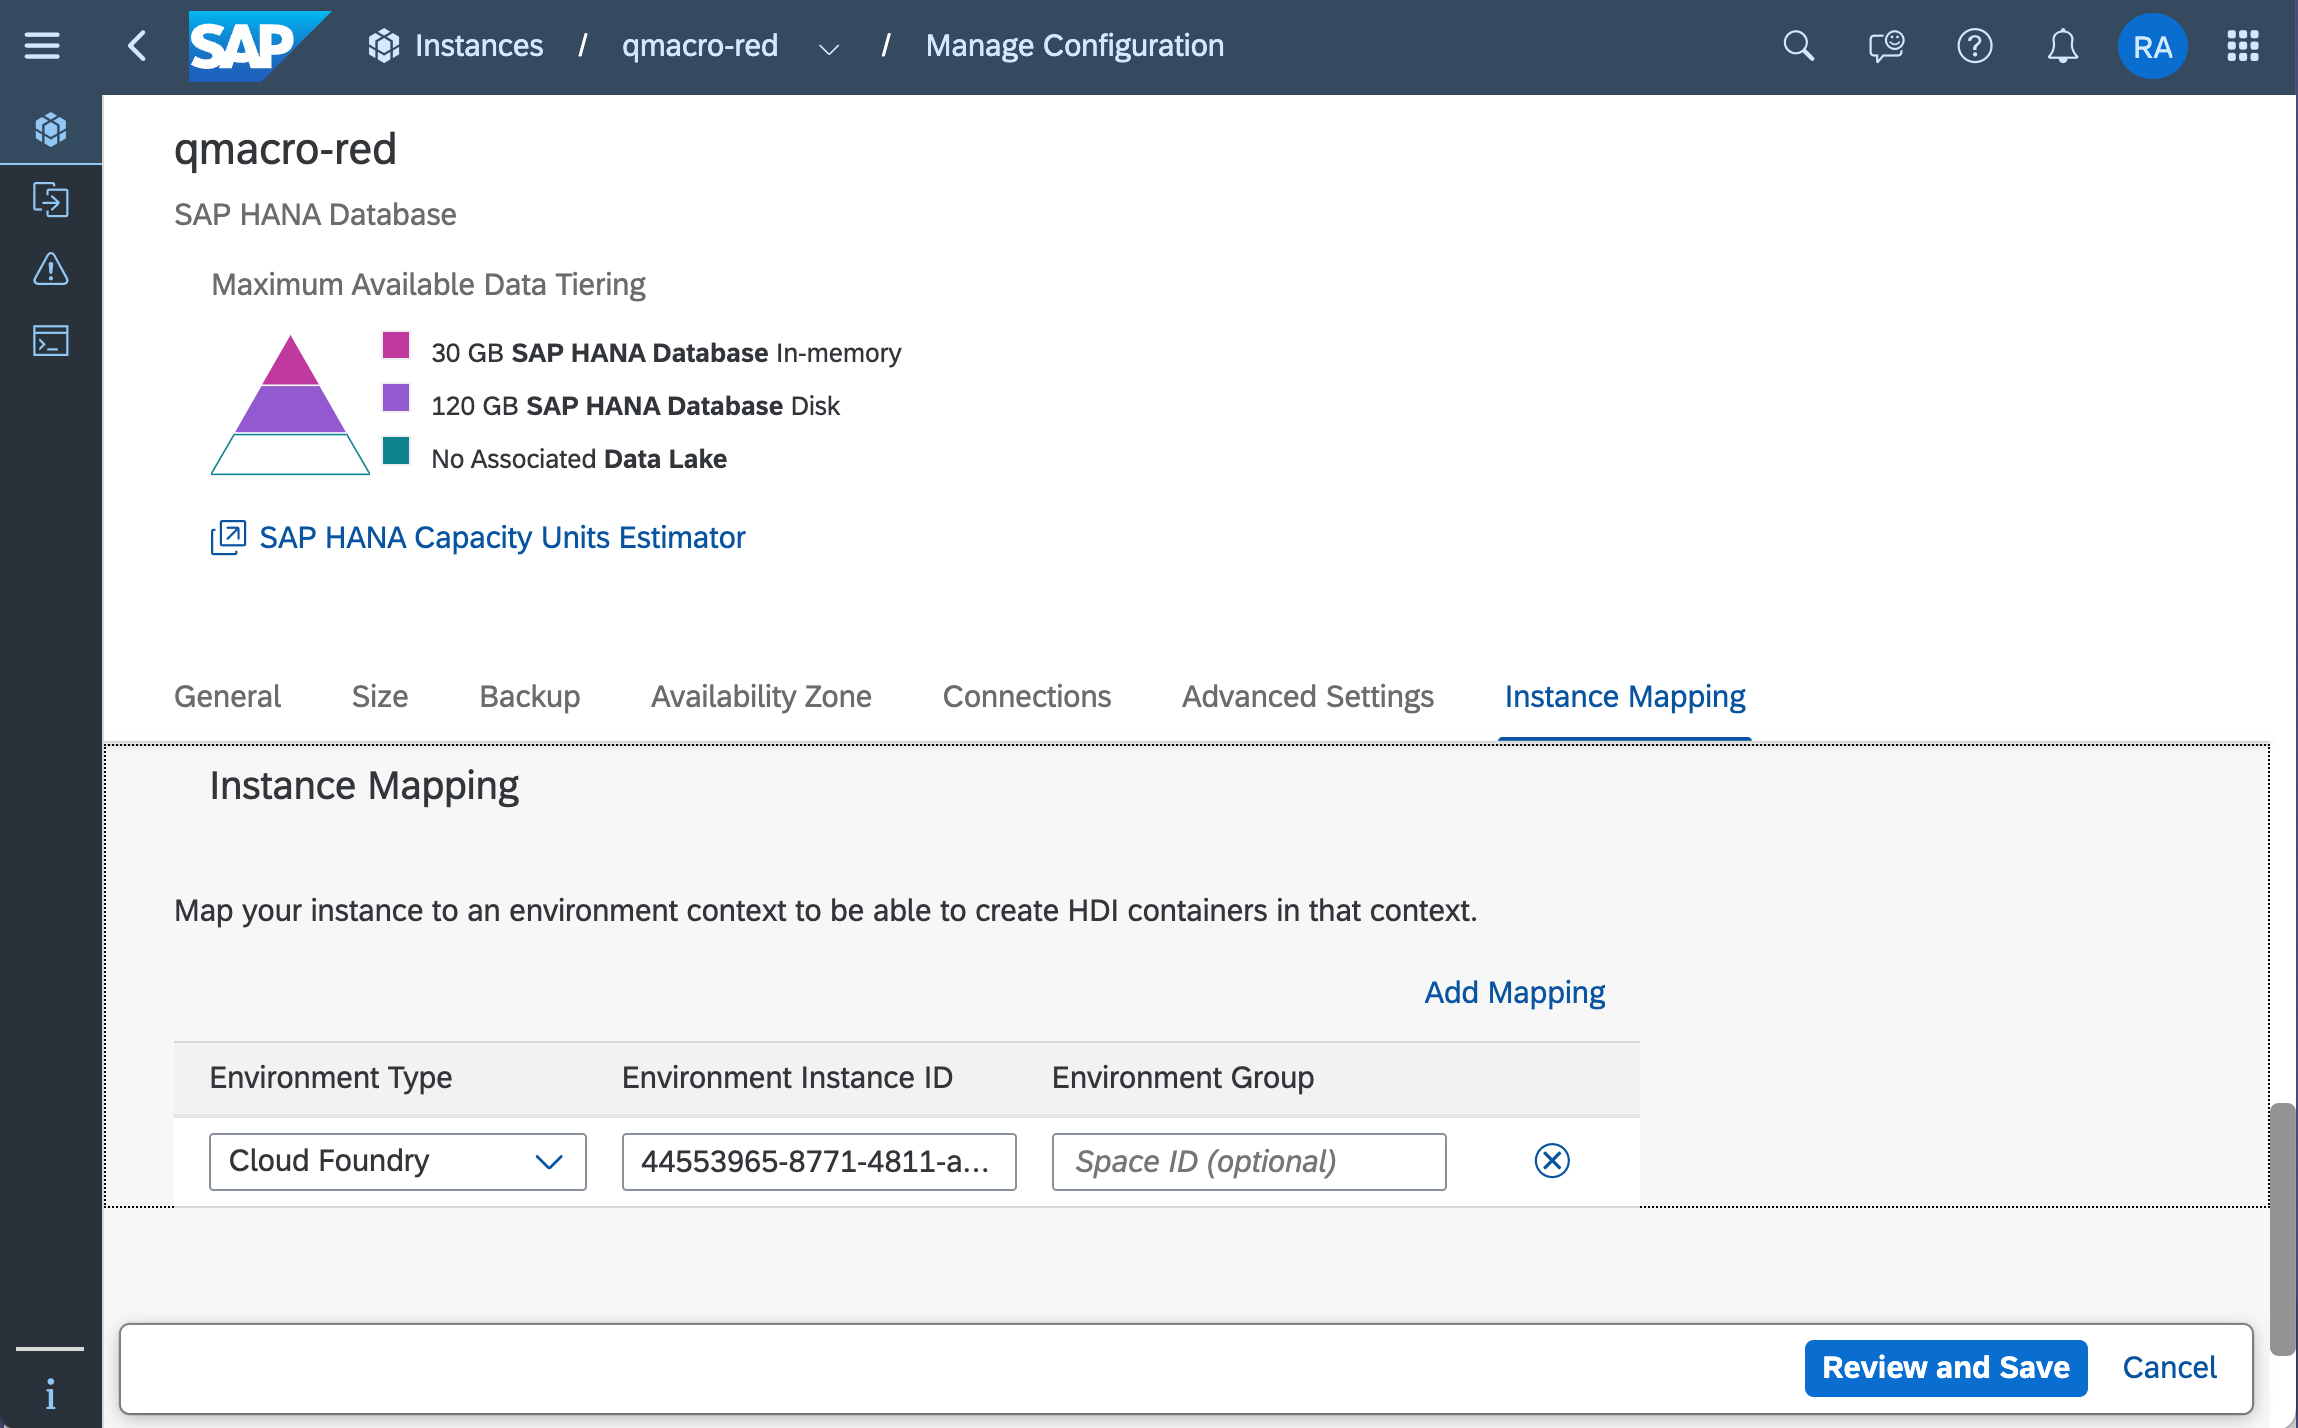 SAP Instances / qmacro-red / Manage Configuration RA
qmacro-red
SAP HANA Database
Maximum Available Data Tiering
30 GB SAP HANA Database In-memory
120 GB SAP HANA Database Disk
No Associated Data Lake
SAP HANA Capacity Units Estimator
General Size Backup Availability Zone Connections Advanced Settings Instance Mapping
Instance Mapping
Map your instance to an environment context to be able to create HDI containers in that context.
Add Mapping
Environment Type Environment Instance ID Environment Group
Cloud Foundry 44553965-8771-4811-a... Space ID (optional)
Review and Save Cancel